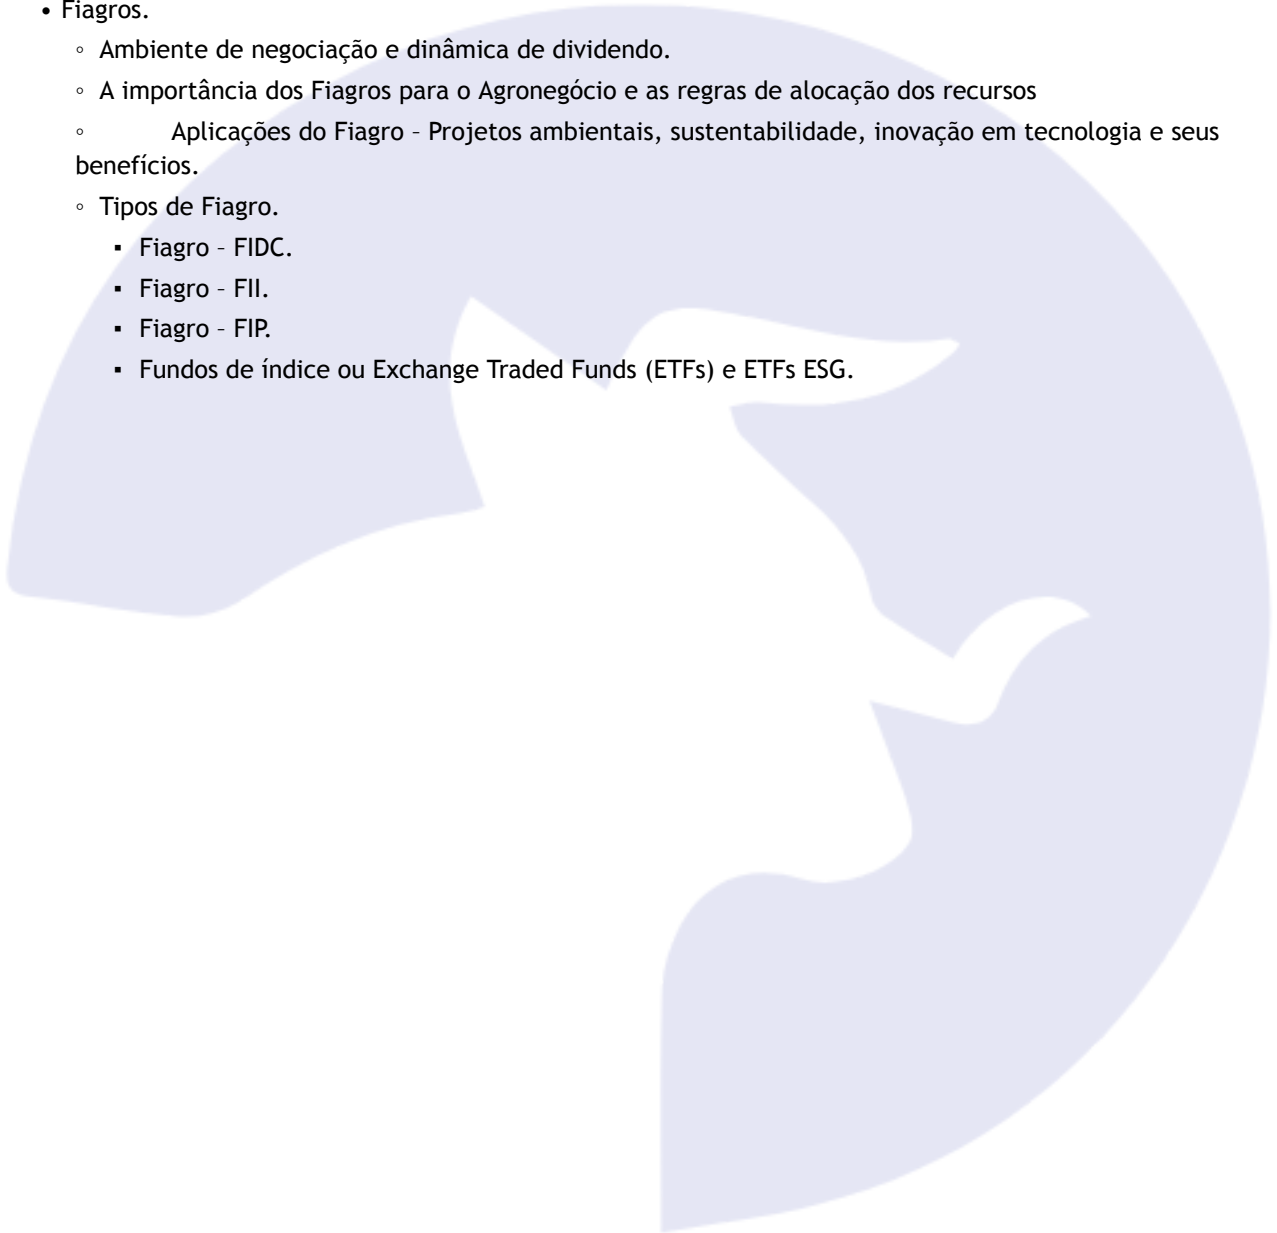 • Fiagros.
◦ Ambiente de negociação e dinâmica de dividendo.
◦ A importância dos Fiagros para o Agronegócio e as regras de alocação dos recursos
◦ Aplicações do Fiagro – Projetos ambientais, sustentabilidade, inovação em tecnologia e seus
benefícios.
◦ Tipos de Fiagro.
▪ Fiagro – FIDC.
▪ Fiagro – FII.
▪ Fiagro – FIP.
▪ Fundos de índice ou Exchange Traded Funds (ETFs) e ETFs ESG.